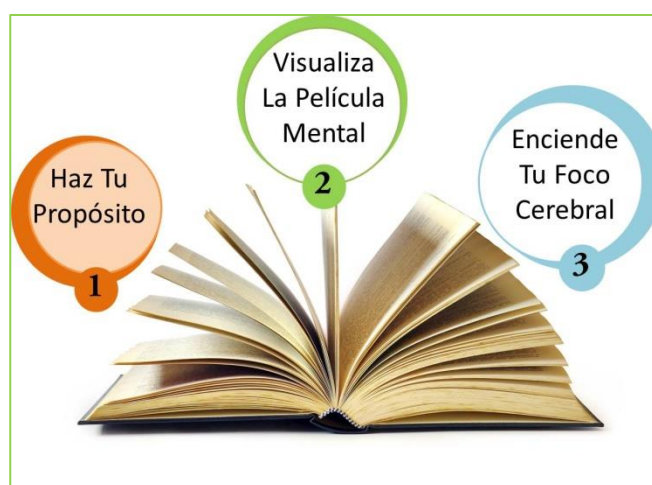 Haz Tu
Propósito
1
Visualiza
La Película
Mental
2
Enciende
Tu Foco
Cerebral
3